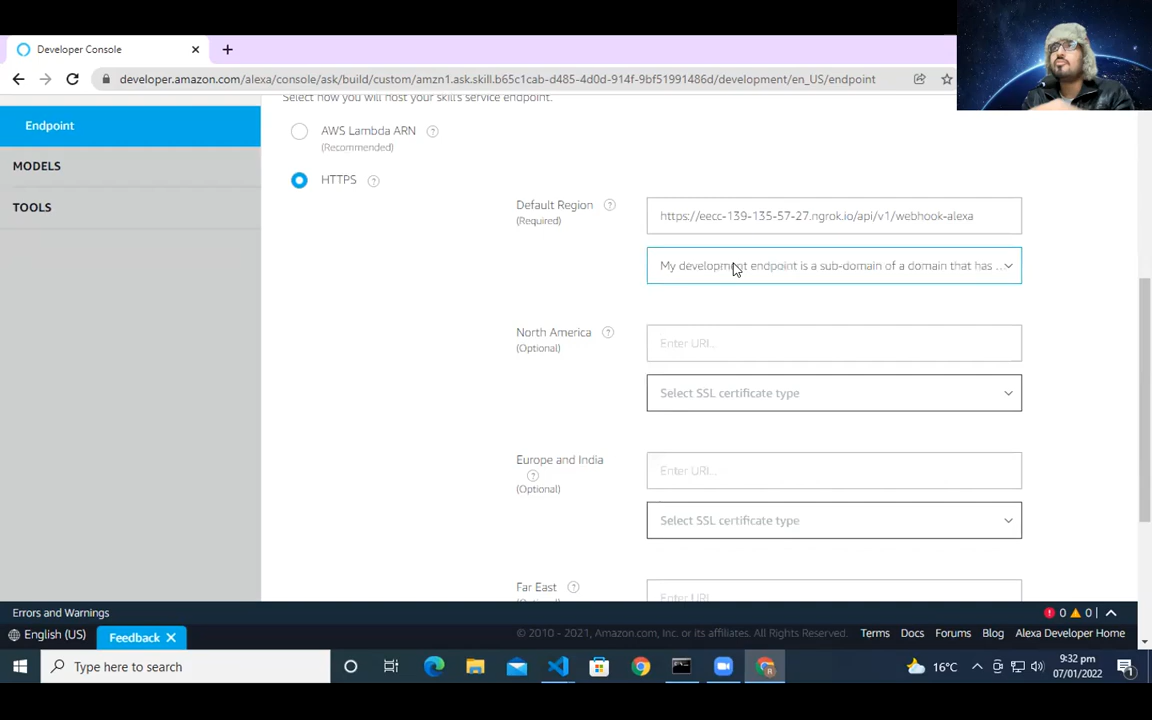 Developer Console
developer.amazon.com/alexa/console/ask/build/custom/amzn1.ask.skill.b65c1cab-d485-4d0d-914f-9bf51991486d/development/en_US/endpoint
Select how you will host your skill's service endpoint.
Endpoint
AWS Lambda ARN ?
(Recommended)
MODELS
HTTPS ?
TOOLS
Default Region ?
(Required)
https://eecc-139-135-57-27.ngrok.io/api/v1/webhook-alexa
My development endpoint is a sub-domain of a domain that has ...
North America ?
(Optional)
Enter URI...
Select SSL certificate type
Europe and India
?
(Optional)
Enter URI...
Select SSL certificate type
Far East ?
(Optional)
Enter URI...
Errors and Warnings
0 0
English (US)
Feedback
© 2010 - 2021, Amazon.com, Inc. or its affiliates. All Rights Reserved.
Terms Docs Forums Blog Alexa Developer Home
Type here to search
16°C
9:32 pm
07/01/2022
1